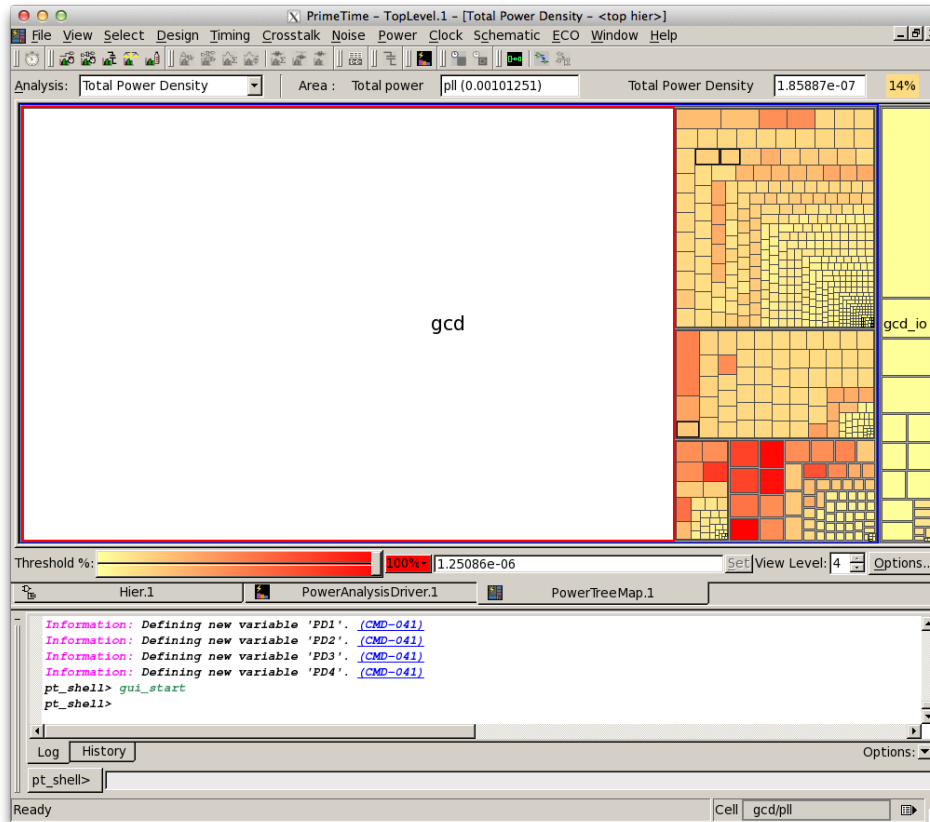 PrimeTime - TopLevel.1 - [Total Power Density - <top hier>]
File View Select Design Timing Crosstalk Noise Power Clock Schematic ECO Window Help
Analysis: Total Power Density Area : Total power pll (0.00101251) Total Power Density 1.85887e-07 14%
gcd
gcd_io
Threshold %: 100% 1.25086e-06 Set View Level: 4 Options...
Hier.1 PowerAnalysisDriver.1 PowerTreeMap.1
Information: Defining new variable 'PD1'. (CMD-041)
Information: Defining new variable 'PD2'. (CMD-041)
Information: Defining new variable 'PD3'. (CMD-041)
Information: Defining new variable 'PD4'. (CMD-041)
pt_shell> gui_start
pt_shell>
Log History Options:
pt_shell>
Ready Cell gcd/pll